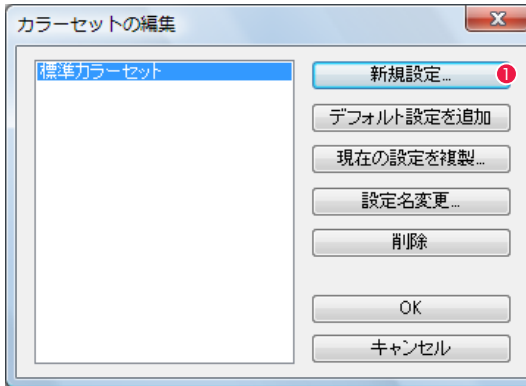 カラーセットの編集
標準カラーセット
新規設定... 1
デフォルト設定を追加
現在の設定を複製...
設定名変更...
削除
OK
キャンセル